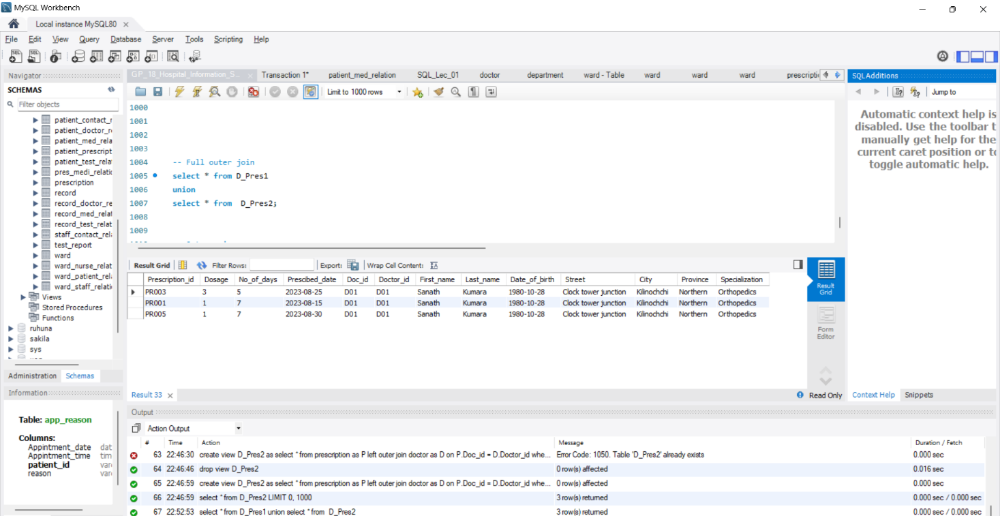 MySQL Workbench
Local instance MySQL80
File Edit View Query Database Server Tools Scripting Help
Navigator
SCHEMAS
Filter objects
patient_contact_r
patient_doctor_r
patient_med_rela
patient_prescript
patient_test_rela
pres_medi_relatio
prescription
record
record_doctor_re
record_med_relat
record_test_relat
staff_contact_rela
test_report
ward
ward_nurse_relat
ward_patient_rela
ward_staff_relatio
Views
Stored Procedures
Functions
ruhuna
sakila
sys
Administration Schemas
Information
Table: app_reason
Columns:
Appintment_date dat
Appointment_time tim
patient_id var
reason var
GP_18_Hospital_Information_S... Transaction 1* patient_med_relation SQL_Lec_01 doctor department ward - Table ward ward ward prescriptio
Limit to 1000 rows
1000
1001
1002
1003
1004 -- Full outer join
1005 select * from D_Pres1
1006 union
1007 select * from D_Pres2;
1008
1009
Result Grid Filter Rows: Export: Wrap Cell Content:
Prescription_id Dosage No_of_days Prescibed_date Doc_id Doctor_id First_name Last_name Date_of_birth Street City Province Specialization
PR003 3 5 2023-08-25 D01 D01 Sanath Kumara 1980-10-28 Clock tower junction Kilinochchi Northern Orthopedics
PR001 1 7 2023-08-15 D01 D01 Sanath Kumara 1980-10-28 Clock tower junction Kilinochchi Northern Orthopedics
PR005 1 7 2023-08-30 D01 D01 Sanath Kumara 1980-10-28 Clock tower junction Kilinochchi Northern Orthopedics
Result
Grid
Form
Editor
Result 33
Read Only
SQLAdditions
Jump to
Automatic context help is
disabled. Use the toolbar t
manually get help for the
current caret position or to
toggle automatic help.
Context Help Snippets
Output
Action Output
# Time Action Message Duration / Fetch
63 22:46:30 create view D_Pres2 as select * from prescription as P left outer join doctor as D on P.Doc_id = D.Doctor_id whe... Error Code: 1050. Table 'D_Pres2' already exists 0.000 sec
64 22:46:46 drop view D_Pres2 0 row(s) affected 0.016 sec
65 22:46:59 create view D_Pres2 as select * from prescription as P left outer join doctor as D on P.Doc_id = D.Doctor_id whe... 0 row(s) affected 0.000 sec
66 22:46:59 select * from D_Pres2 LIMIT 0, 1000 3 row(s) returned 0.000 sec / 0.000 sec
67 22:52:53 select * from D_Pres1 union select * from D_Pres2 3 row(s) returned 0.000 sec / 0.000 sec